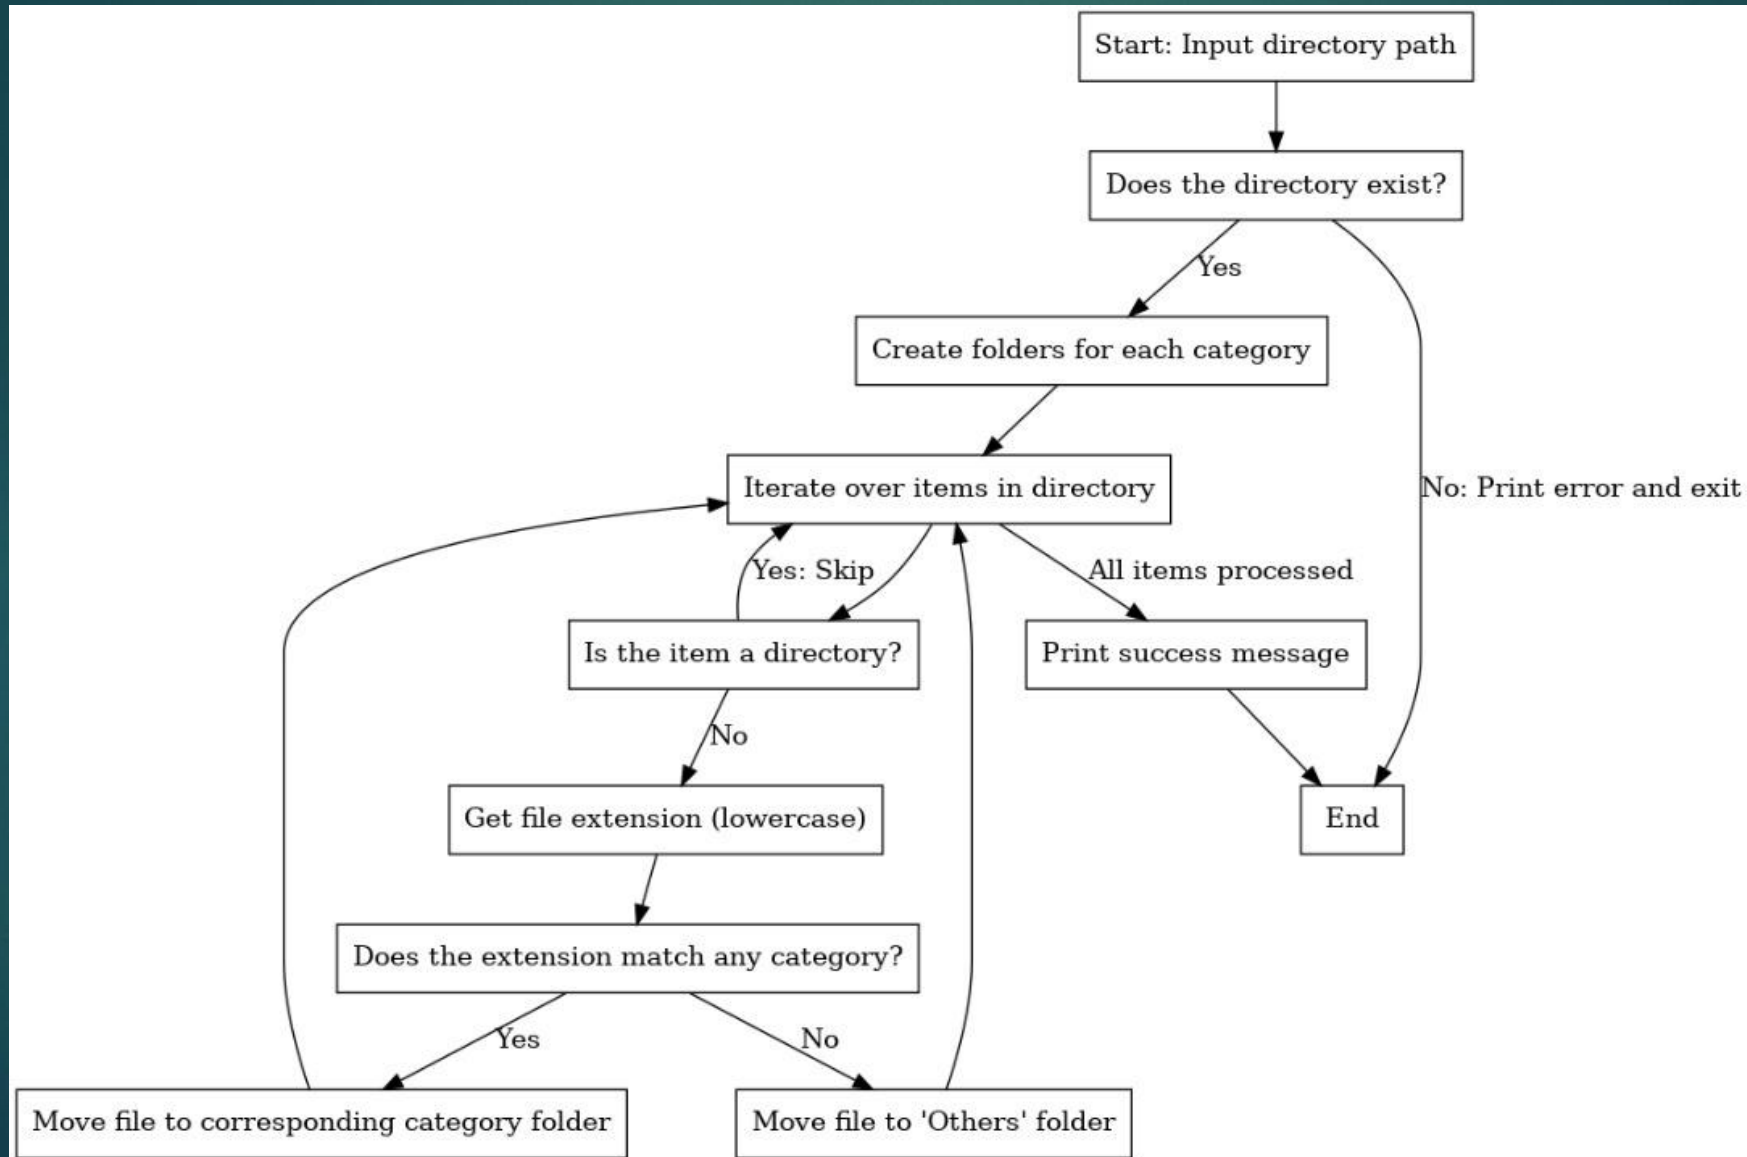 Start: Input directory path
Does the directory exist?
Yes
Create folders for each category
Iterate over items in directory
No: Print error and exit
Yes: Skip
All items processed
Is the item a directory?
Print success message
No
Get file extension (lowercase)
End
Does the extension match any category?
Yes
No
Move file to corresponding category folder
Move file to 'Others' folder